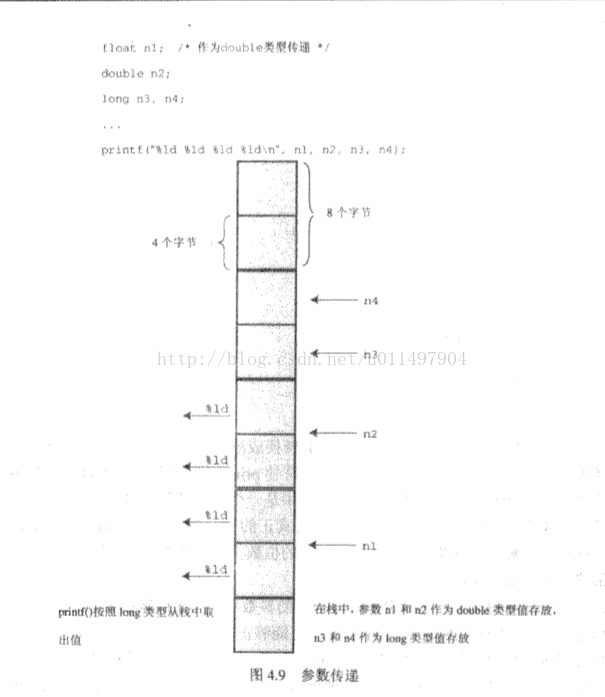 float n1;  /* 作为double类型传递 */
double n2;
long n3, n4;
...
printf("%ld %ld %ld %ld\n", n1, n2, n3, n4);
8 个字节
4 个字节
n4
n3
http://blog.csdn.net/u011497904
%ld
n2
%ld
%ld
n1
%ld
printf()按照 long 类型从栈中取
出值
在栈中，参数 n1 和 n2 作为 double 类型值存放，
n3 和 n4 作为 long 类型值存放
图 4.9 参数传递